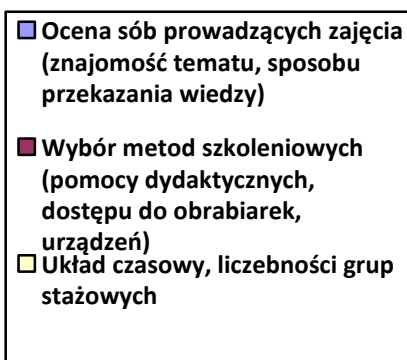 Ocena sób prowadzących zajęcia
(znajomość tematu, sposobu
przekazania wiedzy)
Wybór metod szkoleniowych
(pomocy dydaktycznych,
dostępu do obrabiarek,
urządzeń)
Układ czasowy, liczebności grup
stażowych